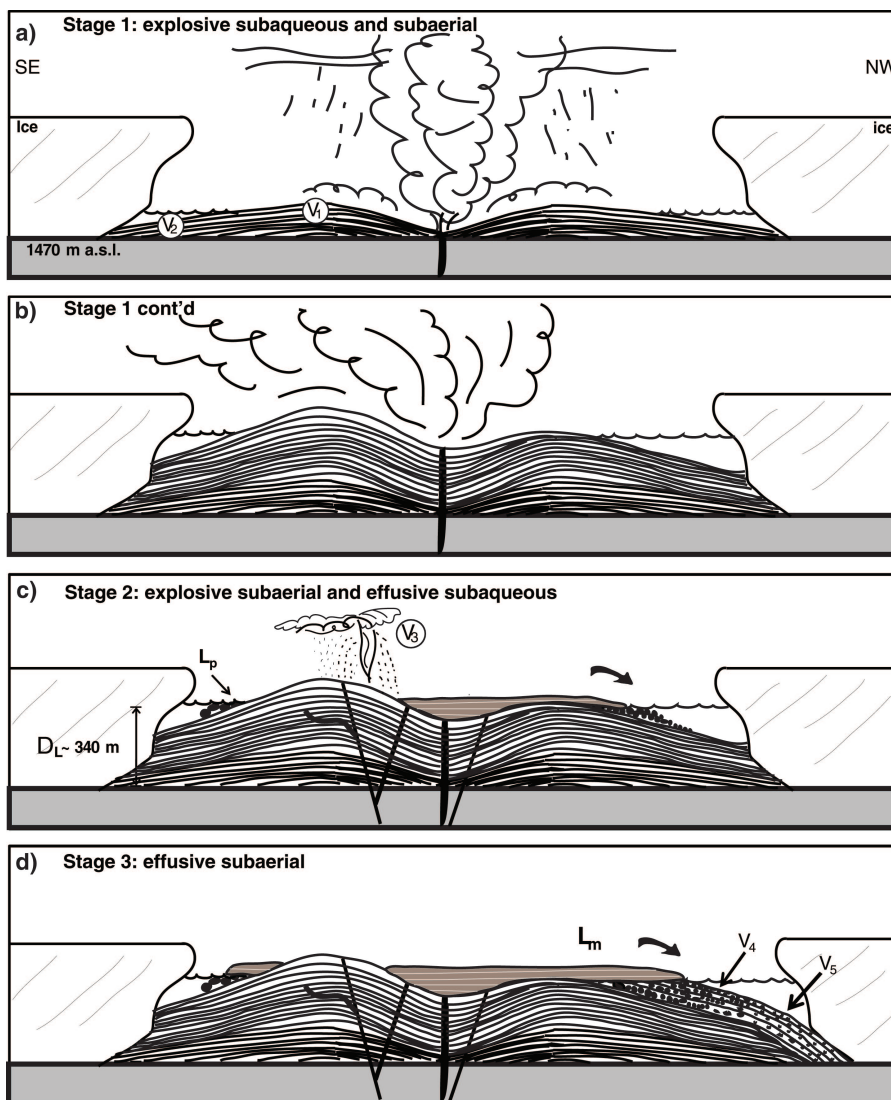 a) Stage 1: explosive subaqueous and subaerial
SE NW
Ice ice
V1
V2
1470 m a.s.l.
b) Stage 1 cont'd
c) Stage 2: explosive subaerial and effusive subaqueous
V3
Lp
DL~ 340 m
d) Stage 3: effusive subaerial
Lm
V4
V5